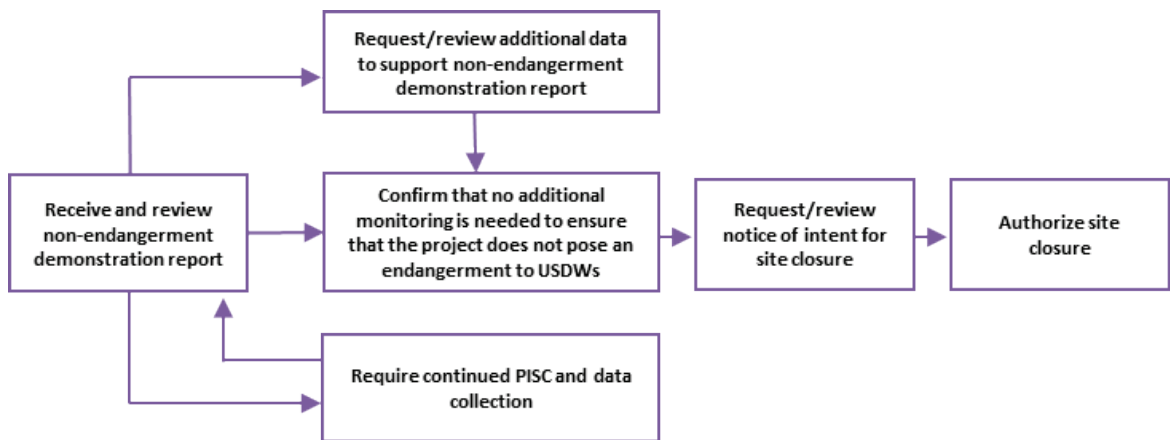 Request/review additional data
to support non-endangerment
demonstration report
Receive and review
non-endangerment
demonstration report
Confirm that no additional
monitoring is needed to ensure
that the project does not pose an
endangerment to USDWs
Request/review
notice of intent for
site closure
Authorize site
closure
Require continued PISC and data
collection